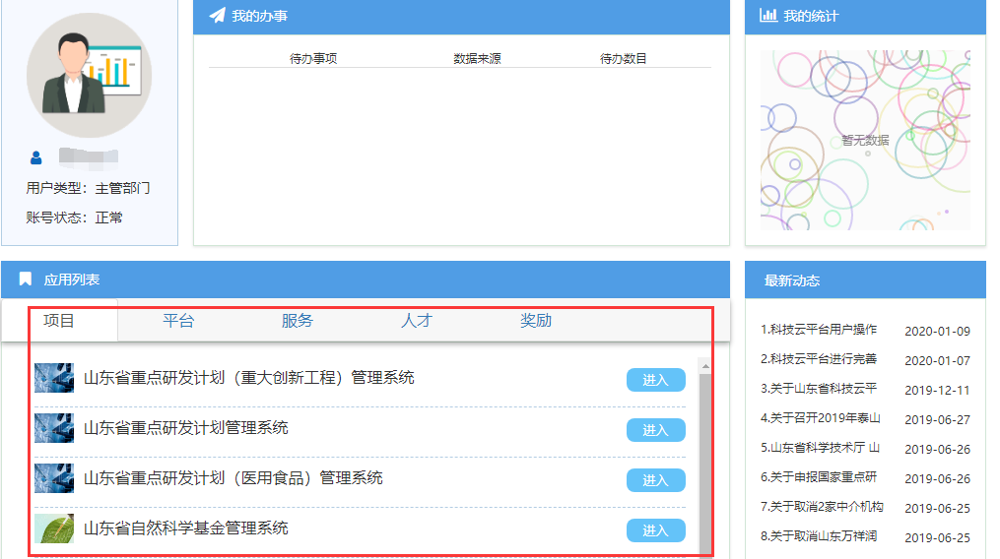 我的办事
我的统计
待办事项 数据来源 待办数目
暂无数据
用户类型：主管部门
账号状态：正常
应用列表
项目 平台 服务 人才 奖励
山东省重点研发计划（重大创新工程）管理系统 进入
山东省重点研发计划管理系统 进入
山东省重点研发计划（医用食品）管理系统 进入
山东省自然科学基金管理系统 进入
最新动态
1.科技云平台用户操作 2020-01-09
2.科技云平台进行完善 2020-01-07
3.关于山东省科技云平 2019-12-11
4.关于召开2019年泰山 2019-06-27
5.山东省科学技术厅 山 2019-06-26
6.关于申报国家重点研 2019-06-26
7.关于取消2家中介机构 2019-06-25
8.关于取消山东万祥润 2019-06-25